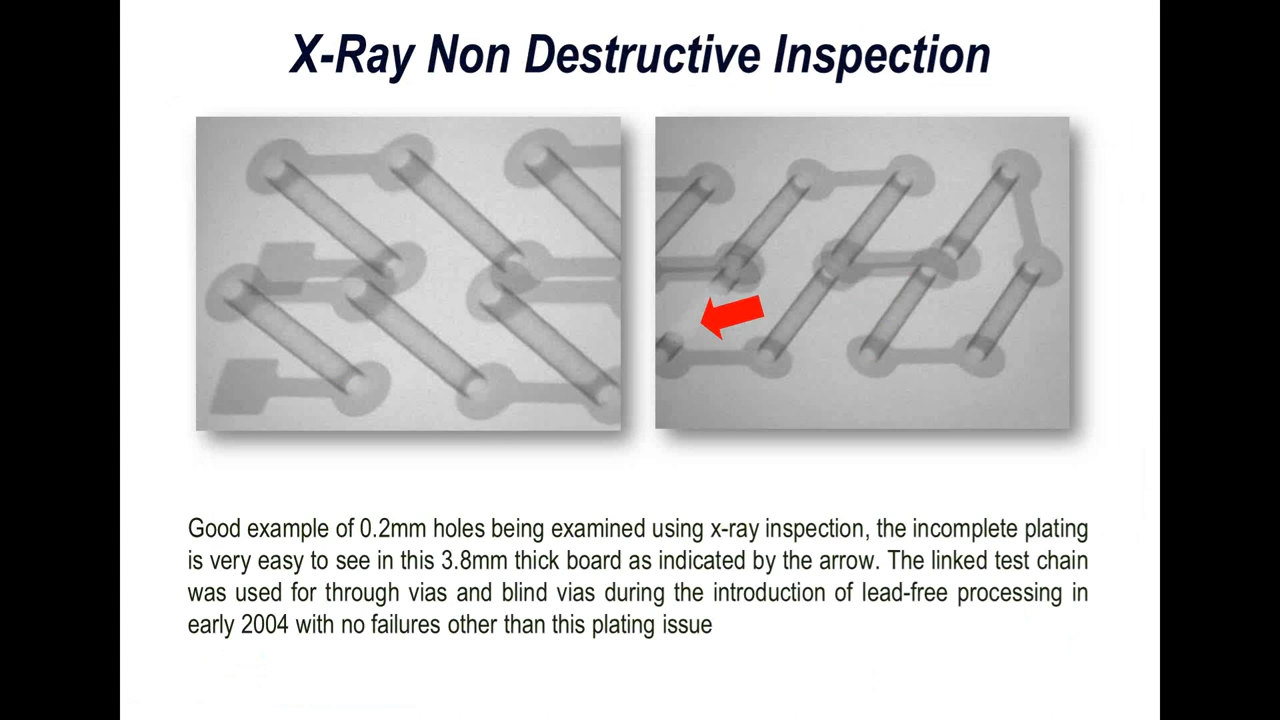 X-Ray Non Destructive Inspection
Good example of 0.2mm holes being examined using x-ray inspection, the incomplete plating
is very easy to see in this 3.8mm thick board as indicated by the arrow. The linked test chain
was used for through vias and blind vias during the introduction of lead-free processing in
early 2004 with no failures other than this plating issue